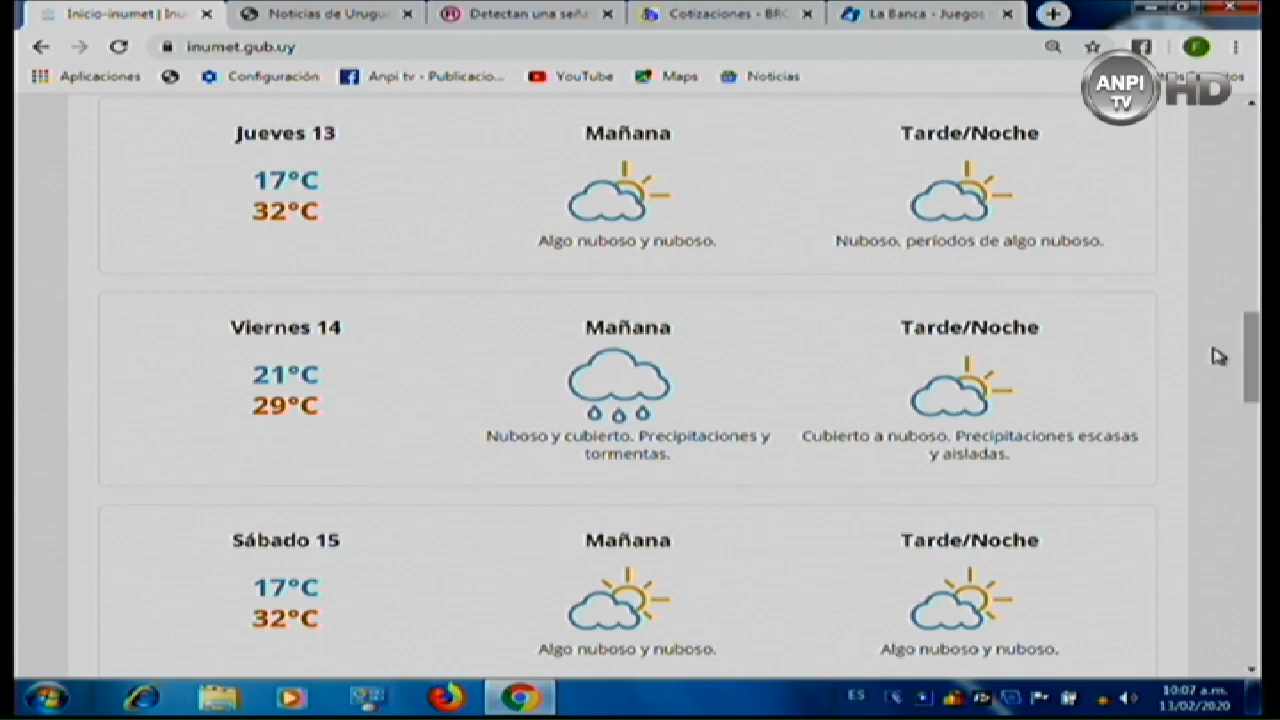 Inicio-inumet | Inu
Noticias de Urugua
Detectan una seña
Cotizaciones - BRO
La Banca - Juegos
inumet.gub.uy
Aplicaciones
Configuración
Anpi tv - Publicacio...
YouTube
Maps
Noticias
ANPI
TV
HD
Jueves 13
Mañana
Tarde/Noche
17°C
32°C
Algo nuboso y nuboso.
Nuboso, períodos de algo nuboso.
Viernes 14
Mañana
Tarde/Noche
21°C
29°C
Nuboso y cubierto. Precipitaciones y
tormentas.
Cubierto a nuboso. Precipitaciones escasas
y aisladas.
Sábado 15
Mañana
Tarde/Noche
17°C
32°C
Algo nuboso y nuboso.
Algo nuboso y nuboso.
ES
10:07 a.m.
13/02/2020